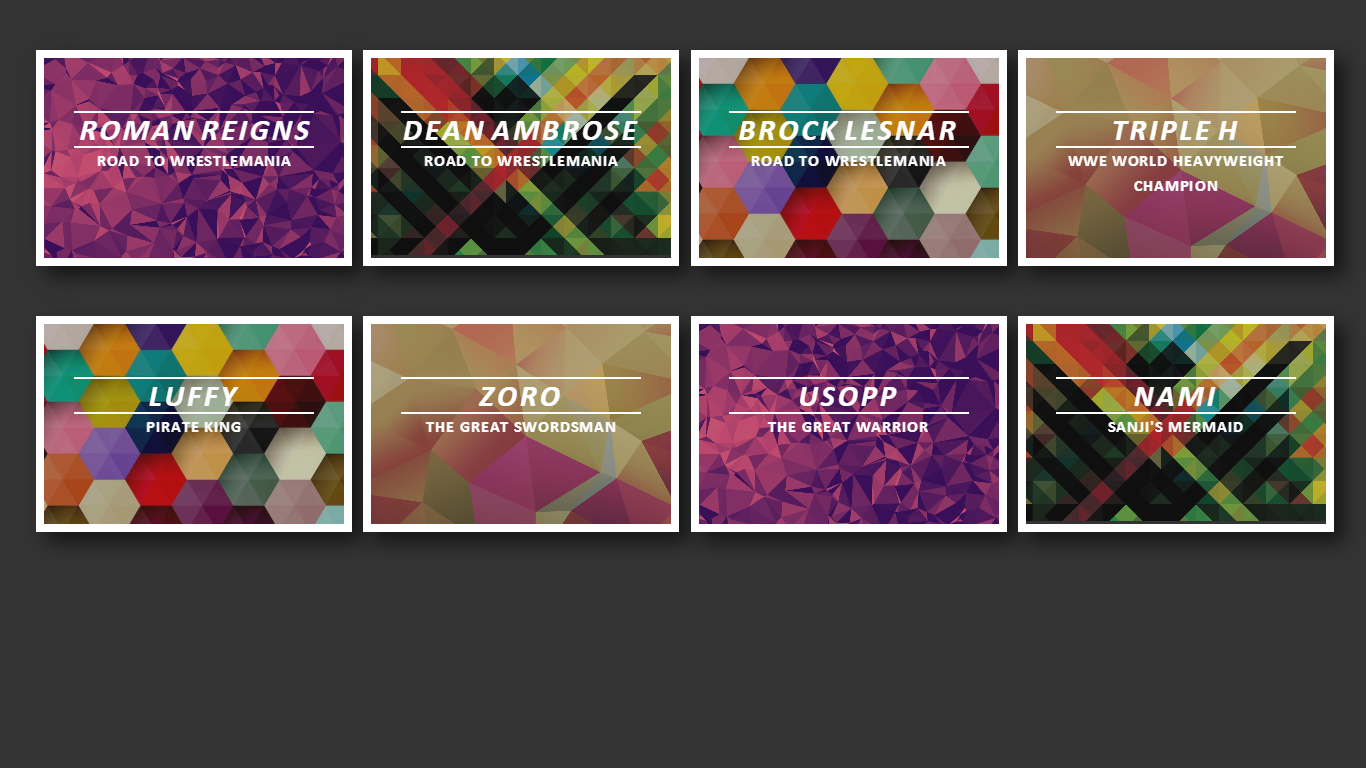 ROMAN REIGNS
ROAD TO WRESTLEMANIA
DEAN AMBROSE
ROAD TO WRESTLEMANIA
BROCK LESNAR
ROAD TO WRESTLEMANIA
TRIPLE H
WWE WORLD HEAVYWEIGHT
CHAMPION
LUFFY
PIRATE KING
ZORO
THE GREAT SWORDSMAN
USOPP
THE GREAT WARRIOR
NAMI
SANJI'S MERMAID